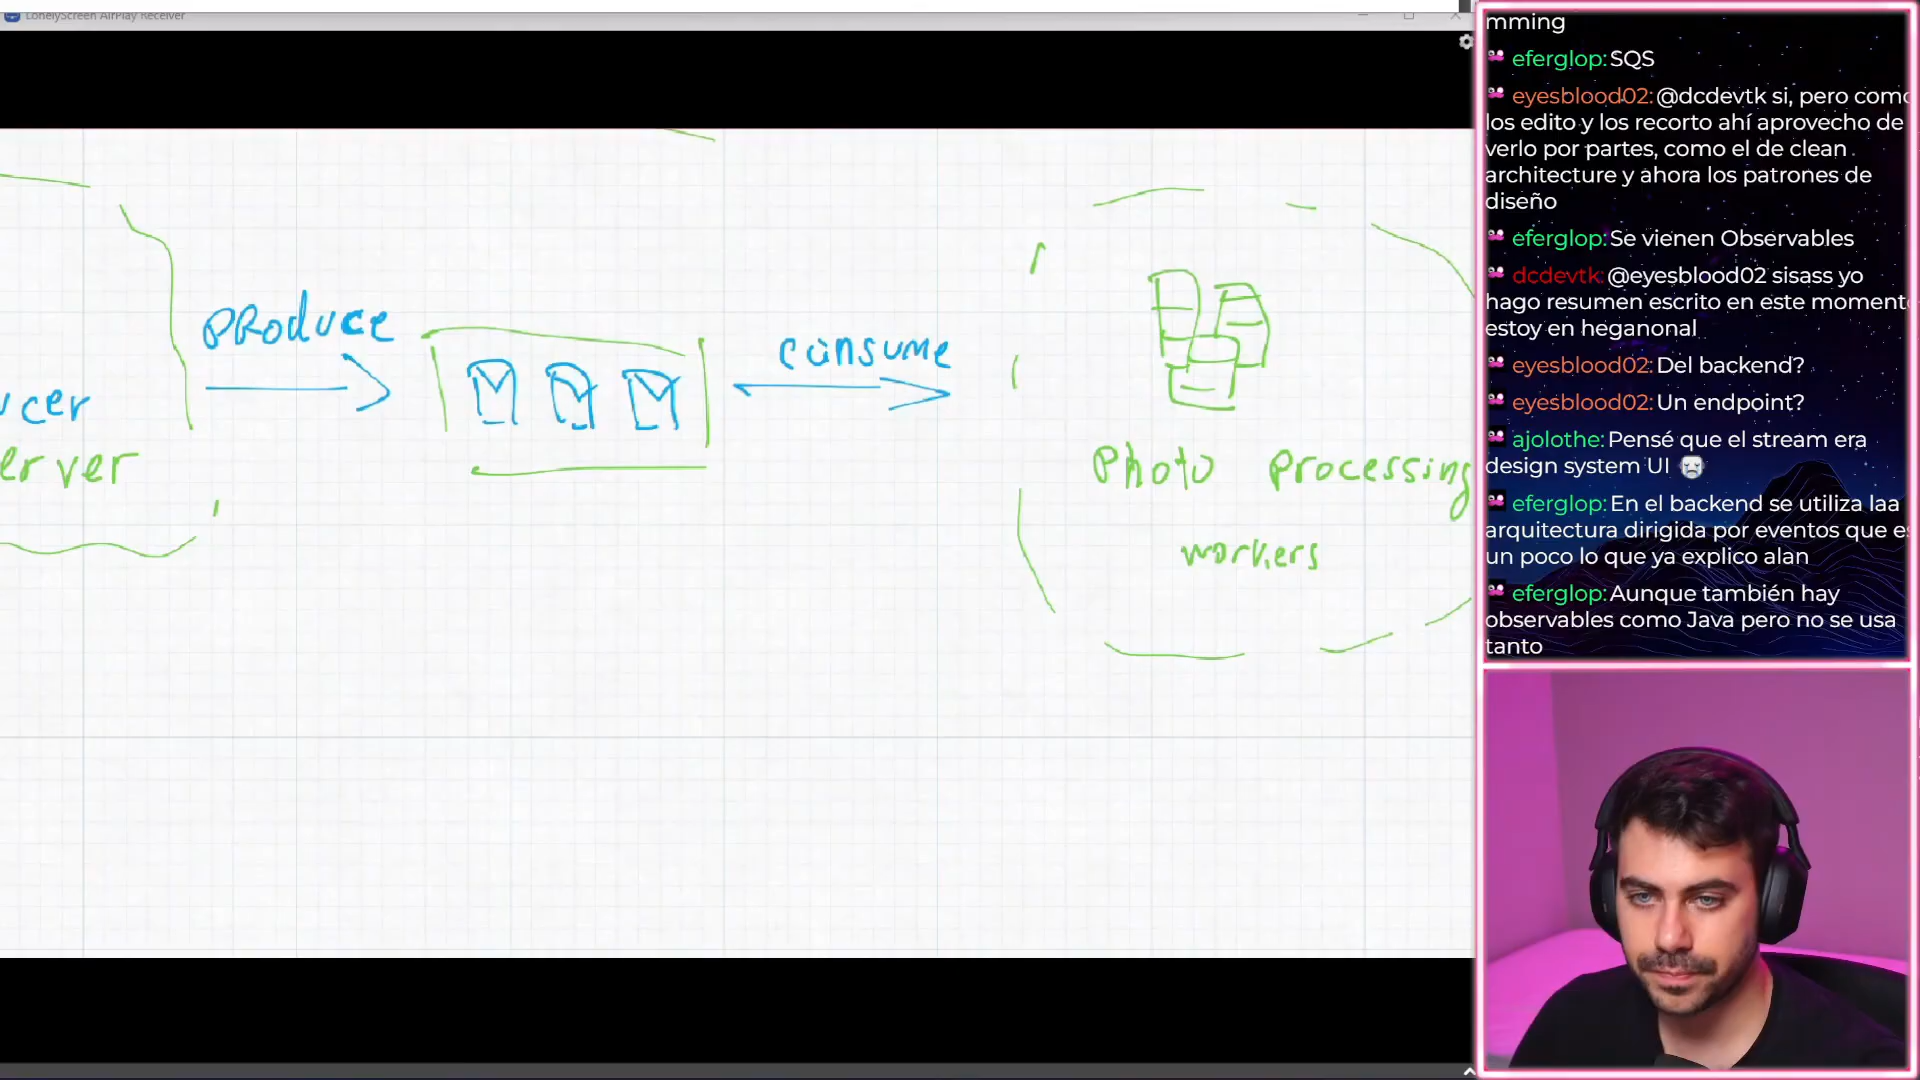 LonelyScreen AirPlay Receiver
PRoduce
consume
ucer
erver
Photo Processing
workers
mming
eferglop: SQS
eyesblood02: @dcdevtk si, pero como
los edito y los recorto ahí aprovecho de
verlo por partes, como el de clean
architecture y ahora los patrones de
diseño
eferglop: Se vienen Observables
dcdevtk: @eyesblood02 sisass yo
hago resumen escrito en este momento
estoy en heganonal
eyesblood02: Del backend?
eyesblood02: Un endpoint?
ajolothe: Pensé que el stream era
design system UI
eferglop: En el backend se utiliza laa
arquitectura dirigida por eventos que es
un poco lo que ya explico alan
eferglop: Aunque también hay
observables como Java pero no se usa
tanto